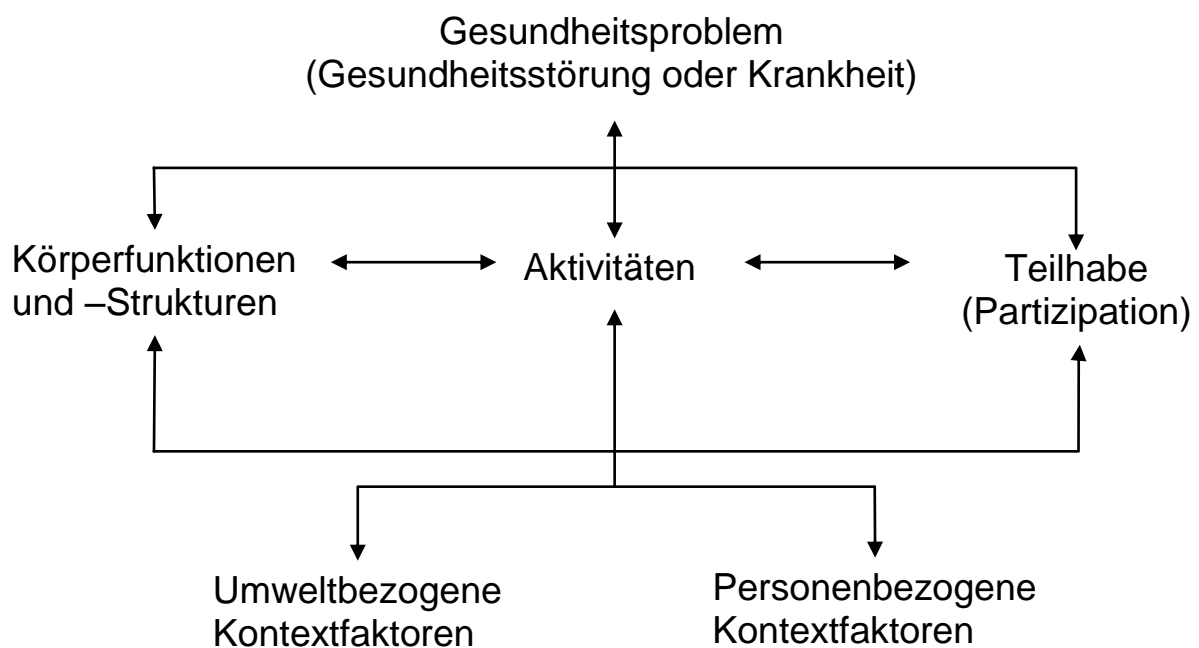 Gesundheitsproblem
(Gesundheitsstörung oder Krankheit)
Körperfunktionen
und –Strukturen
Aktivitäten
Teilhabe
(Partizipation)
Umweltbezogene
Kontextfaktoren
Personenbezogene
Kontextfaktoren